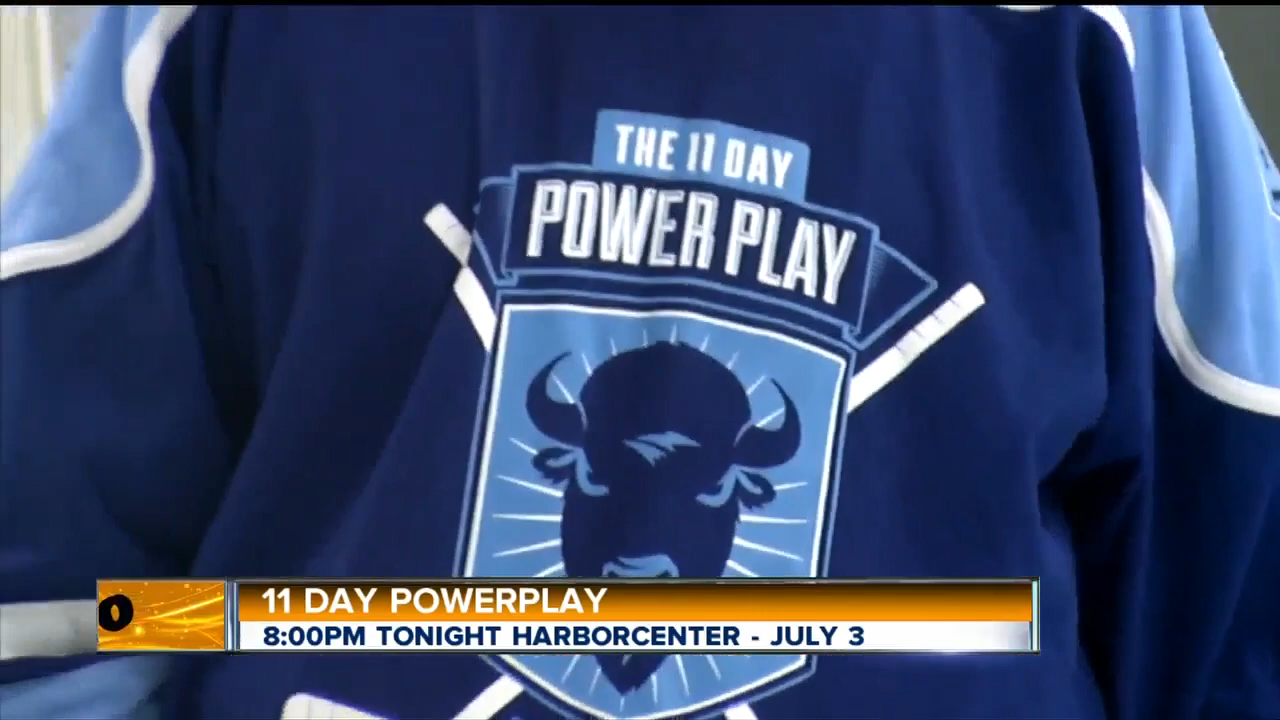 THE 11 DAY
POWER PLAY
11 DAY POWERPLAY
8:00PM TONIGHT HARBORCENTER - JULY 3